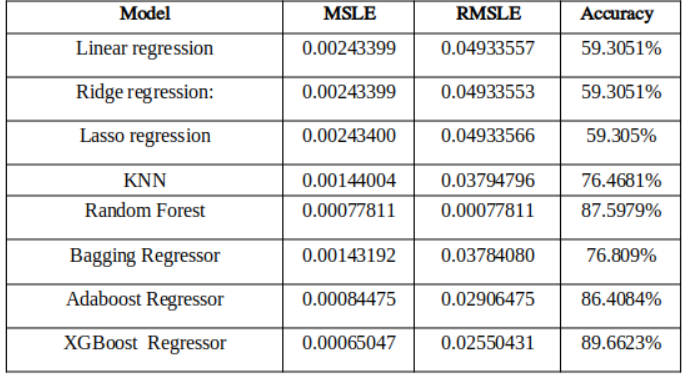 Model MSLE RMSLE Accuracy
Linear regression 0.00243399 0.04933557 59.3051%
Ridge regression: 0.00243399 0.04933553 59.3051%
Lasso regression 0.00243400 0.04933566 59.305%
KNN 0.00144004 0.03794796 76.4681%
Random Forest 0.00077811 0.00077811 87.5979%
Bagging Regressor 0.00143192 0.03784080 76.809%
Adaboost Regressor 0.00084475 0.02906475 86.4084%
XGBoost Regressor 0.00065047 0.02550431 89.6623%